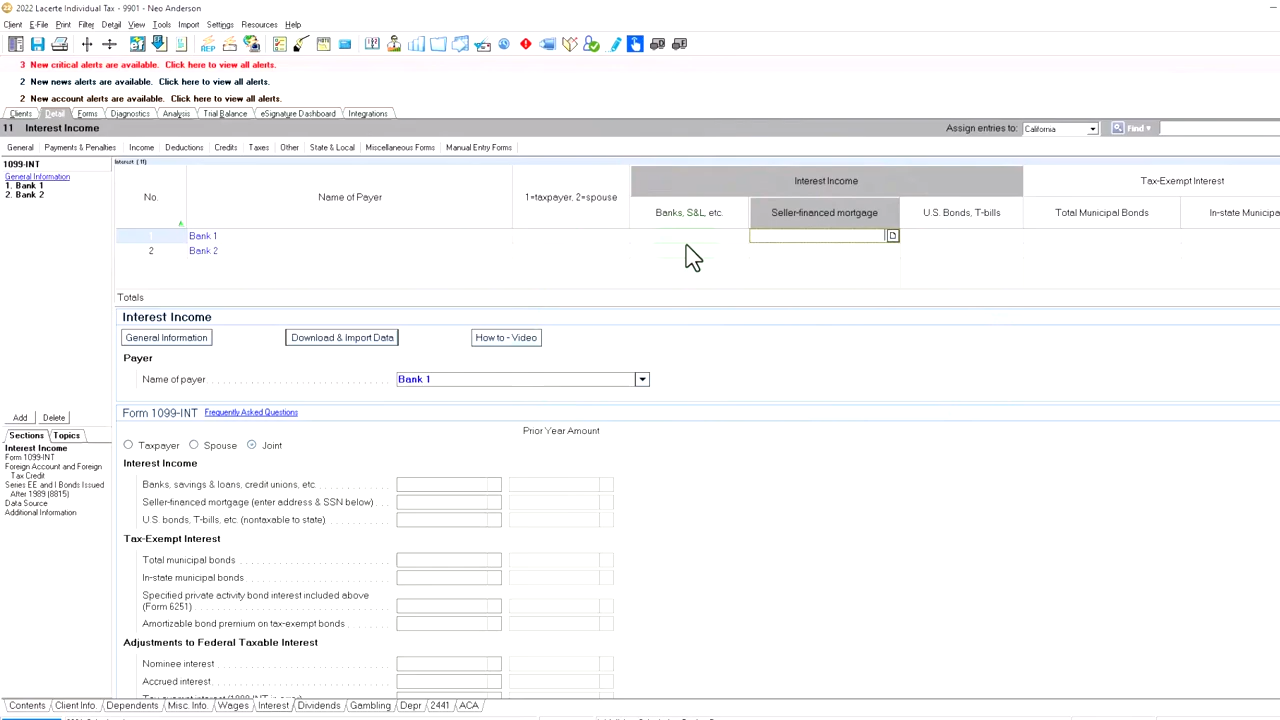 2022 Lacerte Individual Tax - 9901 - Neo Anderson
Client E-File Print Filter Detail View Tools Import Settings Resources Help
3 New critical alerts are available. Click here to view all alerts.
2 New news alerts are available. Click here to view all alerts.
2 New account alerts are available. Click here to view all alerts.
Clients Detail Forms Diagnostics Analysis Trial Balance eSignature Dashboard Integrations
11 Interest Income Assign entries to: California Find
General Payments & Penalties Income Deductions Credits Taxes Other State & Local Miscellaneous Forms Manual Entry Forms
1099-INT
General Information
1. Bank 1
2. Bank 2
Interest (11)
Interest Income Tax-Exempt Interest
No. Name of Payer 1=taxpayer, 2=spouse
Banks, S&L, etc. Seller-financed mortgage U.S. Bonds, T-bills Total Municipal Bonds In-state Municipa
1 Bank 1
2 Bank 2
Totals
Interest Income
General Information Download & Import Data How to - Video
Payer
Name of payer Bank 1
Form 1099-INT Frequently Asked Questions
Prior Year Amount
Taxpayer Spouse Joint
Interest Income
Banks, savings & loans, credit unions, etc.
Seller-financed mortgage (enter address & SSN below)
U.S. bonds, T-bills, etc. (nontaxable to state)
Tax-Exempt Interest
Total municipal bonds
In-state municipal bonds
Specified private activity bond interest included above
(Form 6251)
Amortizable bond premium on tax-exempt bonds
Adjustments to Federal Taxable Interest
Nominee interest
Accrued interest
Add Delete
Sections Topics
Interest Income
Form 1099-INT
Foreign Account and Foreign
Tax Credit
Series EE and I Bonds Issued
After 1989 (8815)
Data Source
Additional Information
Contents Client Info. Dependents Misc. Info. Wages Interest Dividends Gambling Depr 2441 ACA